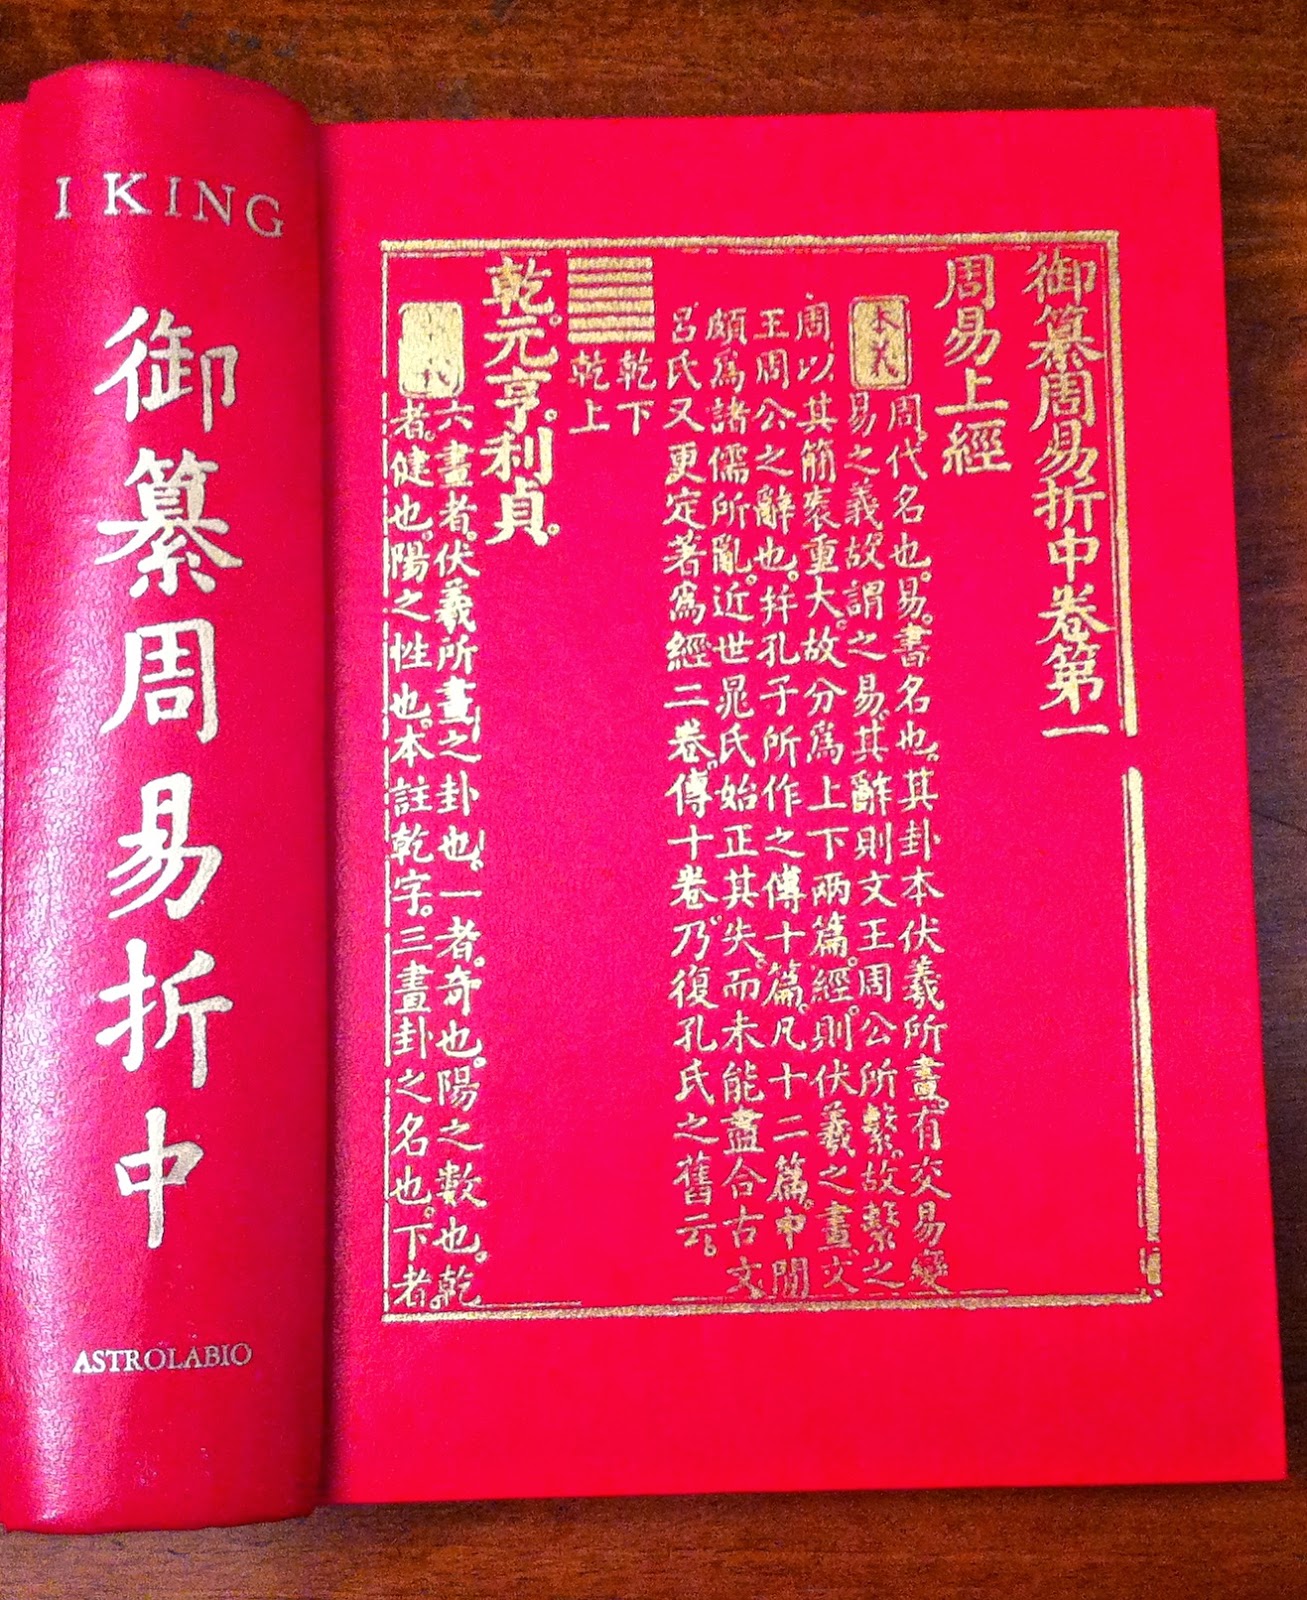 I KING
御纂周易折中
ASTROLABIO
御纂周易折中卷第一
周易上經
本義
周。代名也。易。書名也。其卦本伏羲所畫。有交易變
易之義。故謂之易。其辭則文王周公所繫。故繫之
周。以其簡袠重大。故分爲上下兩篇。經。則伏羲之畫。文
王周公之辭也。幷孔子所作之傳十篇。凡十二篇。中間
頗爲諸儒所亂。近世晁氏始正其失。而未能盡合古文
呂氏又更定著爲經二卷。傳十卷。乃復孔氏之舊云。
乾下
乾上
乾。元亨。利貞。
六畫者。伏羲所畫之卦也。一者。奇也。陽之數也。乾
者。健也。陽之性也。本註乾字。三畫卦之名也。下者。